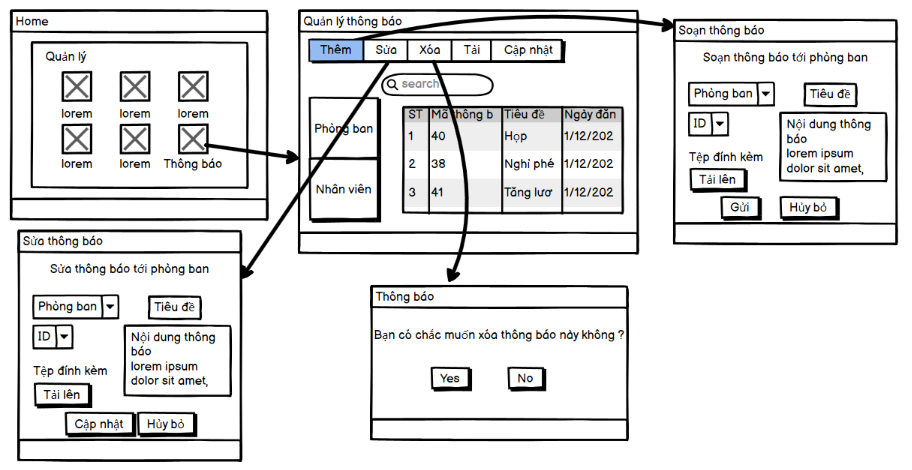 Home
Quản lý
lorem lorem lorem
lorem lorem Thông báo
Quản lý thông báo
Thêm Sửa Xóa Tải Cập nhật
search
Phòng ban
Nhân viên
ST Mã thông b Tiêu đề Ngày đăn
1 40 Họp 1/12/202
2 38 Nghỉ phé 1/12/202
3 41 Tăng lươ 1/12/202
Soạn thông báo
Soạn thông báo tới phòng ban
Phòng ban Tiêu đề
ID
Nội dung thông
báo
lorem ipsum
dolor sit amet,
Tệp đính kèm
Tải lên
Gửi Hủy bỏ
Sửa thông báo
Sửa thông báo tới phòng ban
Phòng ban Tiêu đề
ID
Nội dung thông
báo
lorem ipsum
dolor sit amet,
Tệp đính kèm
Tải lên
Cập nhật Hủy bỏ
Thông báo
Bạn có chắc muốn xóa thông báo này không ?
Yes No